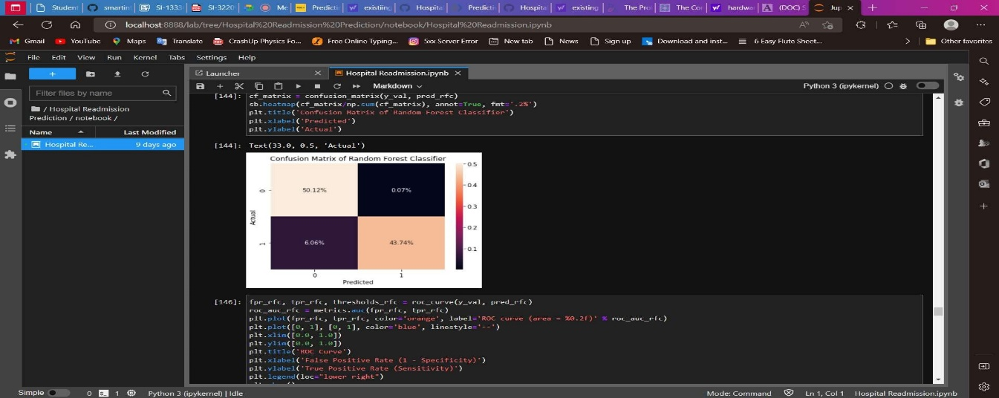 Student smartin SI-1333 SI-3220 Me Predicti existiing Hospita Predictin Hospita existing The Pro The Cor hardwar (DOC) S Jup
localhost:8888/lab/tree/Hospital%20Readmission%20Prediction/notebook/Hospital%20Readmission.ipynb
Gmail YouTube Maps Translate CrashUp Physics Fo... Free Online Typing... 5xx Server Error New tab News Sign up Download and inst... 6 Easy Flute Sheet... Other favorites
File Edit View Run Kernel Tabs Settings Help
Launcher Hospital Readmission.ipynb
Markdown Python 3 (ipykernel)
Filter files by name
/ Hospital Readmission
Prediction / notebook /
Name Last Modified
Hospital Re... 9 days ago
[144]: cf_matrix = confusion_matrix(y_val, pred_rfc)
sb.heatmap(cf_matrix/np.sum(cf_matrix), annot=True, fmt='.2%')
plt.title('Confusion Matrix of Random Forest Classifier')
plt.xlabel('Predicted')
plt.ylabel('Actual')
[144]: Text(33.0, 0.5, 'Actual')
Confusion Matrix of Random Forest Classifier
0.5
0.4
0.3
0.2
0.1
50.12% 0.07%
6.06% 43.74%
0
1
Actual
0 1
Predicted
[146]: fpr_rfc, tpr_rfc, thresholds_rfc = roc_curve(y_val, pred_rfc)
roc_auc_rfc = metrics.auc(fpr_rfc, tpr_rfc)
plt.plot(fpr_rfc, tpr_rfc, color='orange', label='ROC curve (area = %0.2f)' % roc_auc_rfc)
plt.plot([0, 1], [0, 1], color='blue', linestyle='--')
plt.xlim([0.0, 1.0])
plt.ylim([0.0, 1.0])
plt.title('ROC Curve')
plt.xlabel('False Positive Rate (1 - Specificity)')
plt.ylabel('True Positive Rate (Sensitivity)')
plt.legend(loc="lower right")
Simple 0 1 Python 3 (ipykernel) | Idle Mode: Command Ln 1, Col 1 Hospital Readmission.ipynb